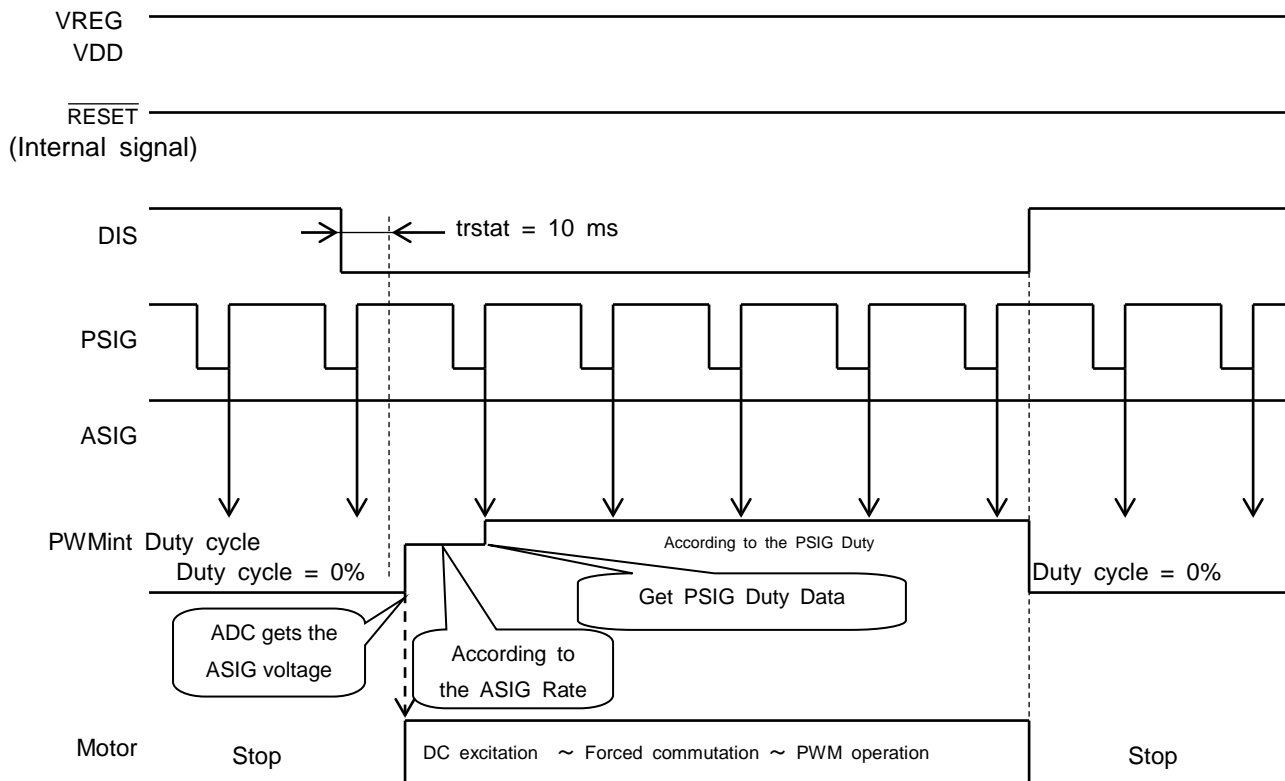 VREG
VDD
RESET
(Internal signal)
DIS
trstat = 10 ms
PSIG
ASIG
PWMint Duty cycle
According to the PSIG Duty
Duty cycle = 0%
Duty cycle = 0%
Get PSIG Duty Data
ADC gets the
ASIG voltage
According to
the ASIG Rate
Motor
Stop
DC excitation ～ Forced commutation ～ PWM operation
Stop